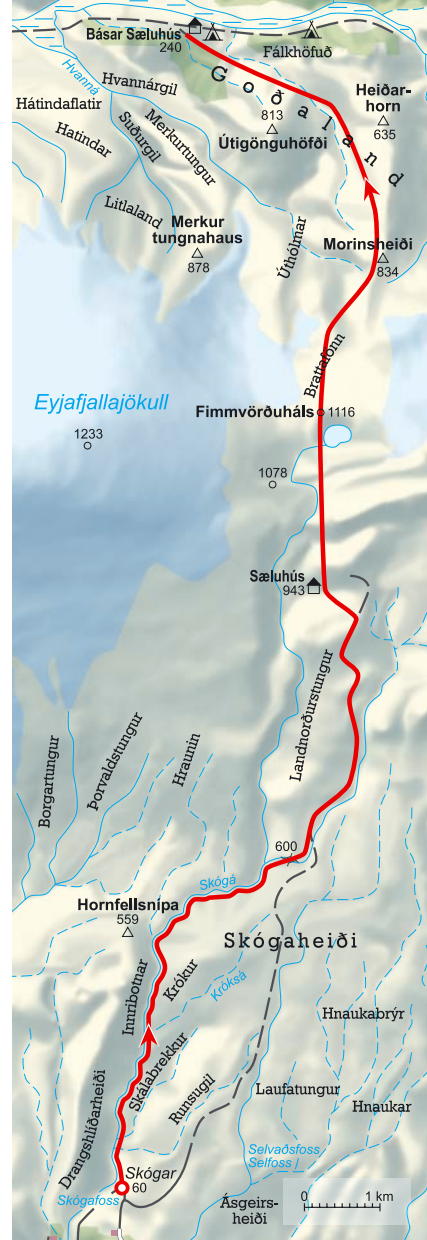 Básar Sæluhús
240
Fálkhöfuð
Hvanná
Hvannárgil
Goðaland
Heiðar-
horn
635
Hátindaflatir
Hatindar
Suðurgil
Merkurtungur
813
Útigönguhöfði
Litlaland
Merkur
tungnahaus
878
Úthólmar
Morinsheiði
834
Brattafönn
Eyjafjallajökull
1233
Fimmvörðuháls
1116
1078
Sæluhús
943
Landnorðurstungur
Borgartungur
Þorvaldstungur
Hraunin
600
Skógá
Hornfellsnípa
559
Skógaheiði
Innribotnar
Krókur
Króksá
Hnaukabrýr
Drangshlíðarheiði
Skálabrekkur
Runsugil
Laufatungur
Hnaukar
Selvaðsfoss
Selfoss I
Skógar
60
Skógafoss
Ásgeirs-
heiði
0
1 km